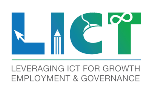 LICT
LEVERAGING ICT FOR GROWTH
EMPLOYMENT & GOVERNANCE